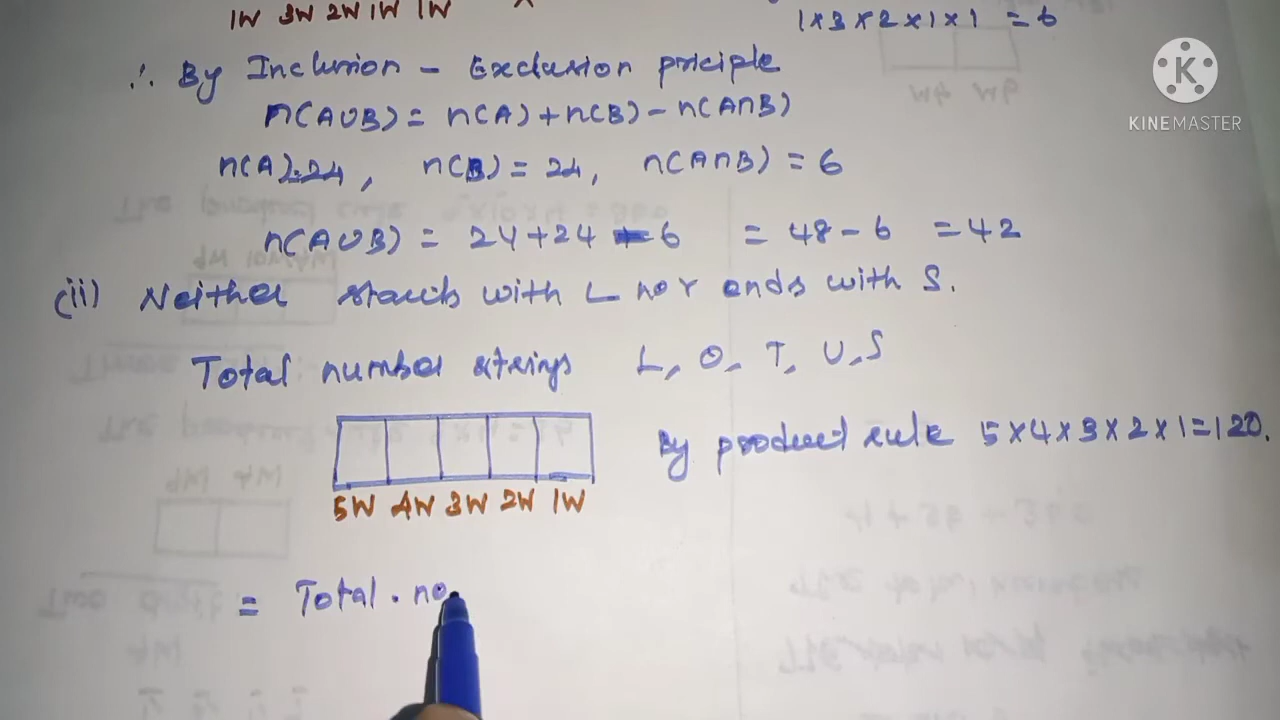 1W 3W 2W 1W 1W
1×3×2×1×1 = 6
∴ By Inclusion - Exclusion priciple
n(A∪B) = n(A) + n(B) - n(A∩B)
n(A) = 24, n(B) = 24, n(A∩B) = 6
n(A∪B) = 24+24 - 6 = 48 - 6 = 42
(ii) Neither starts with L nor ends with S.
Total number strings L, O, T, U, S
By product rule 5×4×3×2×1=120.
5W 4W 3W 2W 1W
= Total. no
K
KINEMASTER